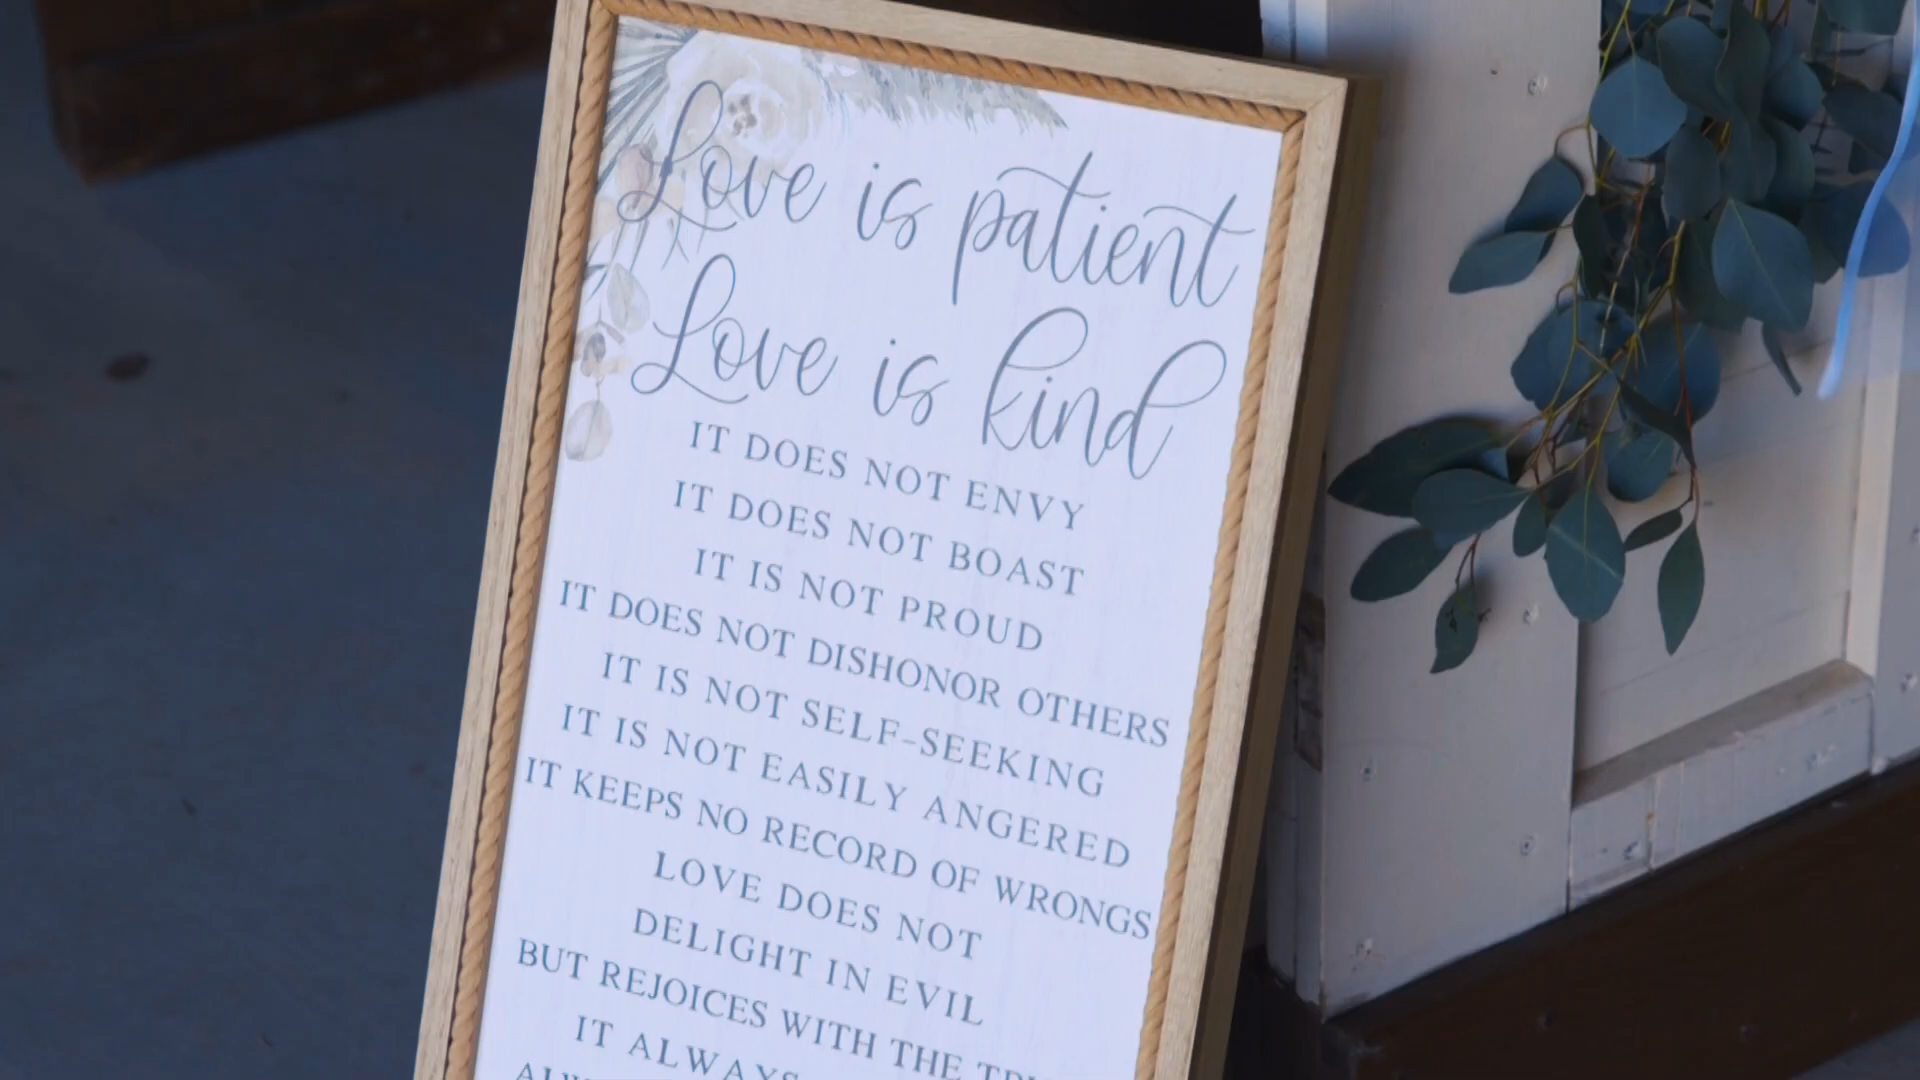 Love is patient
Love is kind
IT DOES NOT ENVY
IT DOES NOT BOAST
IT IS NOT PROUD
IT DOES NOT DISHONOR OTHERS
IT IS NOT SELF-SEEKING
IT IS NOT EASILY ANGERED
IT KEEPS NO RECORD OF WRONGS
LOVE DOES NOT
DELIGHT IN EVIL
BUT REJOICES WITH THE
IT ALWAYS